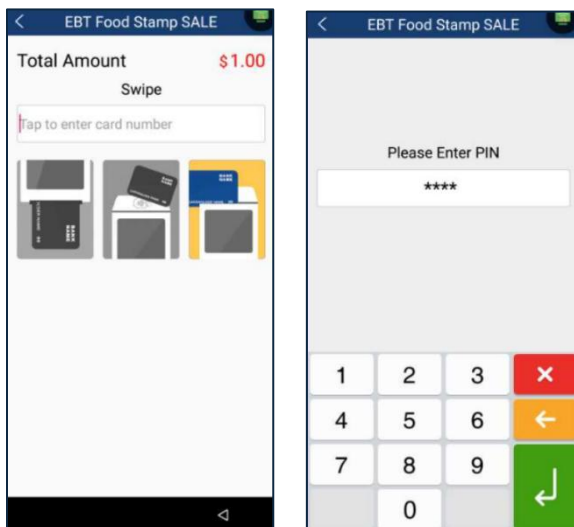 EBT Food Stamp SALE
Total Amount $1.00
Swipe
Tap to enter card number
EBT Food Stamp SALE
Please Enter PIN
****
1 2 3
4 5 6
7 8 9
0